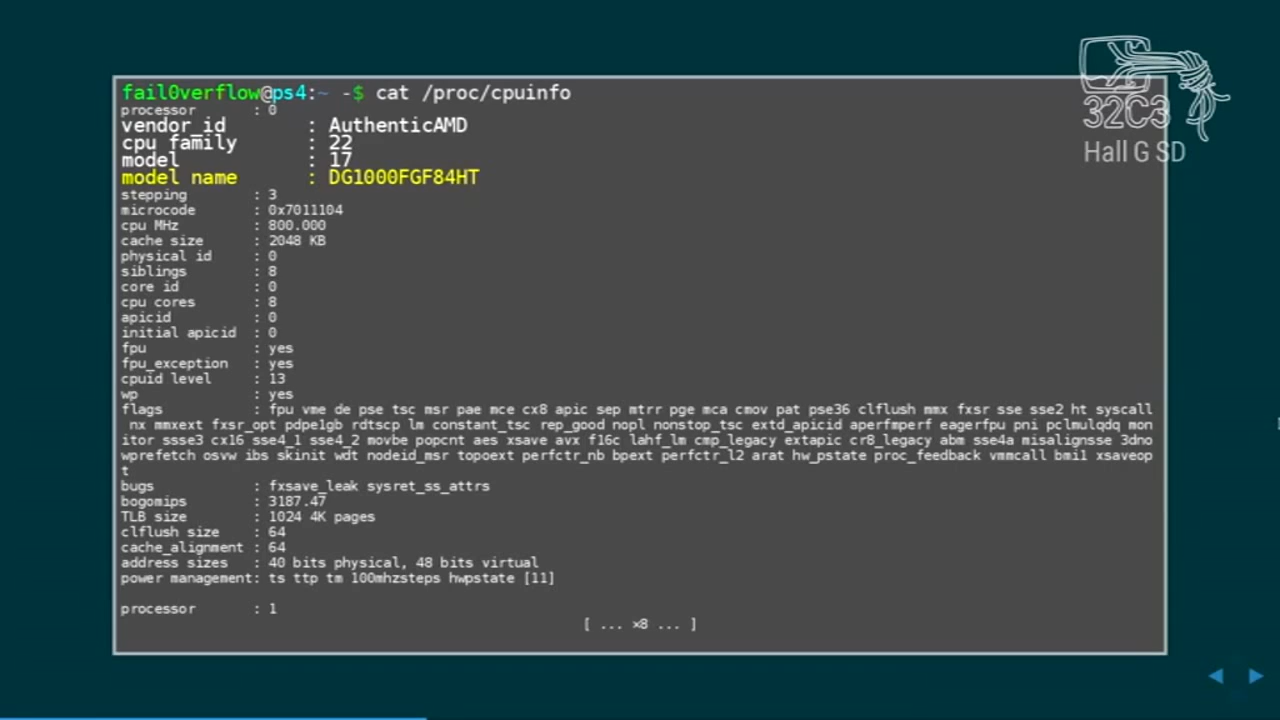 fail0verflow@ps4:~ -$ cat /proc/cpuinfo
processor : 0
vendor_id : AuthenticAMD
cpu family : 22
model : 17
model name : DG1000FGF84HT
stepping : 3
microcode : 0x7011104
cpu MHz : 800.000
cache size : 2048 KB
physical id : 0
siblings : 8
core id : 0
cpu cores : 8
apicid : 0
initial apicid : 0
fpu : yes
fpu_exception : yes
cpuid level : 13
wp : yes
flags : fpu vme de pse tsc msr pae mce cx8 apic sep mtrr pge mca cmov pat pse36 clflush mmx fxsr sse sse2 ht syscall
nx mmxext fxsr_opt pdpe1gb rdtscp lm constant_tsc rep_good nopl nonstop_tsc extd_apicid aperfmperf eagerfpu pni pclmulqdq mon
itor ssse3 cx16 sse4_1 sse4_2 movbe popcnt aes xsave avx f16c lahf_lm cmp_legacy extapic cr8_legacy abm sse4a misalignsse 3dno
wprefetch osvw ibs skinit wdt nodeid_msr topoext perfctr_nb bpext perfctr_l2 arat hw_pstate proc_feedback vmmcall bmi1 xsaveop
t
bugs : fxsave_leak sysret_ss_attrs
bogomips : 3187.47
TLB size : 1024 4K pages
clflush size : 64
cache_alignment : 64
address sizes : 40 bits physical, 48 bits virtual
power management: ts ttp tm 100mhzsteps hwpstate [11]
processor : 1
[ ... x8 ... ]
32C3
Hall G SD